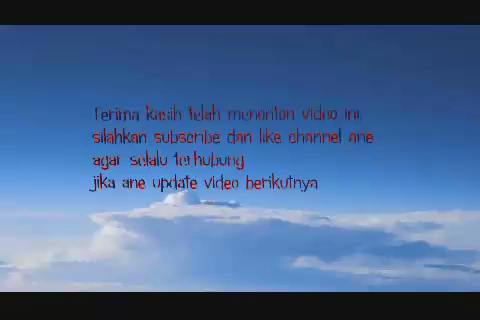 Terima kasih telah menonton video ini,
silahkan subscribe dan like channel ane
agar selalu terhubung
jika ane update video berikutnya